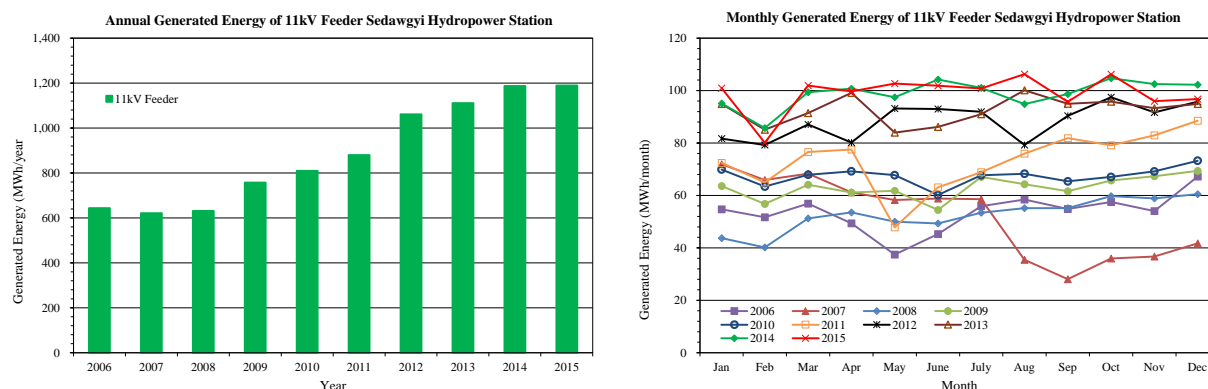 Annual Generated Energy of 11kV Feeder Sedawgyi Hydropower Station
1,400
1,200
1,000
800
600
400
200
0
Generated Energy (MWh/year)
11kV Feeder
2006 2007 2008 2009 2010 2011 2012 2013 2014 2015
Year
Monthly Generated Energy of 11kV Feeder Sedawgyi Hydropower Station
120
100
80
60
40
20
0
Generated Energy (MWh/month)
2006 2007 2008 2009
2010 2011 2012 2013
2014 2015
Jan Feb Mar Apr May June July Aug Sep Oct Nov Dec
Month